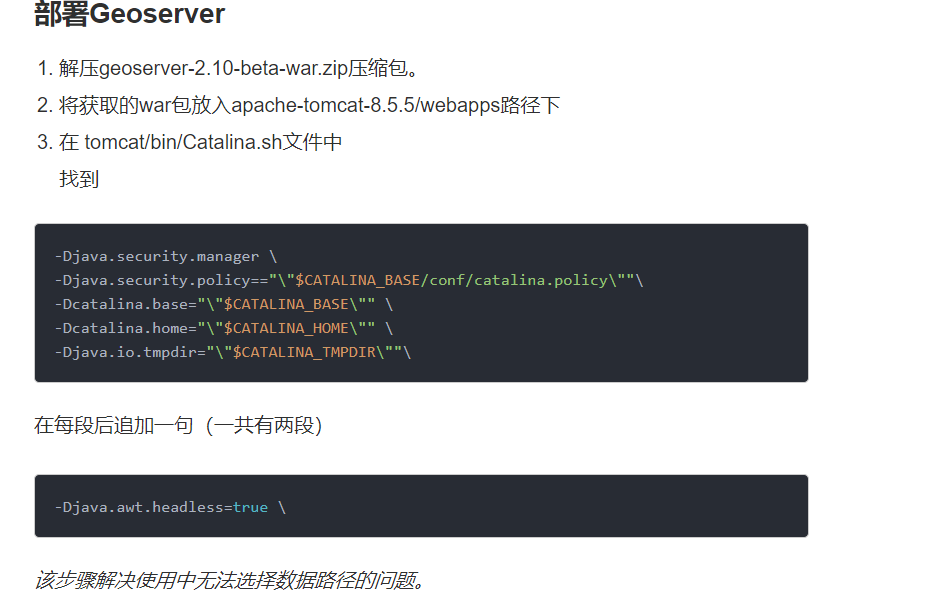 部署Geoserver
1. 解压geoserver-2.10-beta-war.zip压缩包。
2. 将获取的war包放入apache-tomcat-8.5.5/webapps路径下
3. 在 tomcat/bin/Catalina.sh文件中
找到
-Djava.security.manager \
-Djava.security.policy=="\"$CATALINA_BASE/conf/catalina.policy\""\
-Dcatalina.base="\"$CATALINA_BASE\"" \
-Dcatalina.home="\"$CATALINA_HOME\"" \
-Djava.io.tmpdir="\"$CATALINA_TMPDIR\""\
在每段后追加一句（一共有两段）
-Djava.awt.headless=true \
该步骤解决使用中无法选择数据路径的问题。